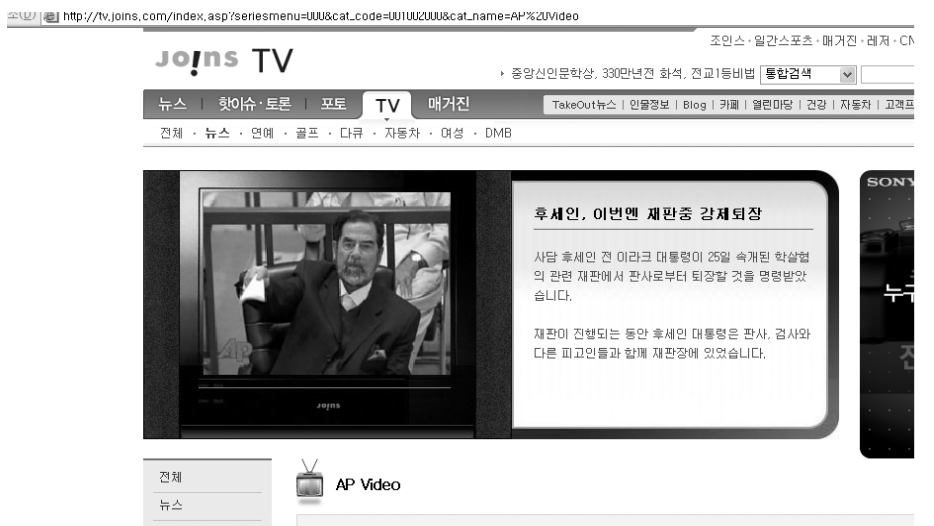 http://tv.joins.com/index.asp?seriesmenu=000&cat_code=001002000&cat_name=AP%20Video
조인스 · 일간스포츠 · 매거진 · 레저 · CN
Joins TV
중앙신인문학상, 330만년전 화석, 전교1등비법 통합검색
뉴스 | 핫이슈·토론 | 포토 TV 매거진
TakeOut뉴스 | 인물정보 | Blog | 카페 | 열린마당 | 건강 | 자동차 | 고객프
전체 · 뉴스 · 연예 · 골프 · 다큐 · 자동차 · 여성 · DMB
SONY
후세인, 이번엔 재판중 강제퇴장
사담 후세인 전 이라크 대통령이 25일 속개된 학살혐
의 관련 재판에서 판사로부터 퇴장할 것을 명령받았
습니다.
누구
재판이 진행되는 동안 후세인 대통령은 판사, 검사와
다른 피고인들과 함께 재판장에 있었습니다.
AP
Joins
전체
뉴스
AP Video